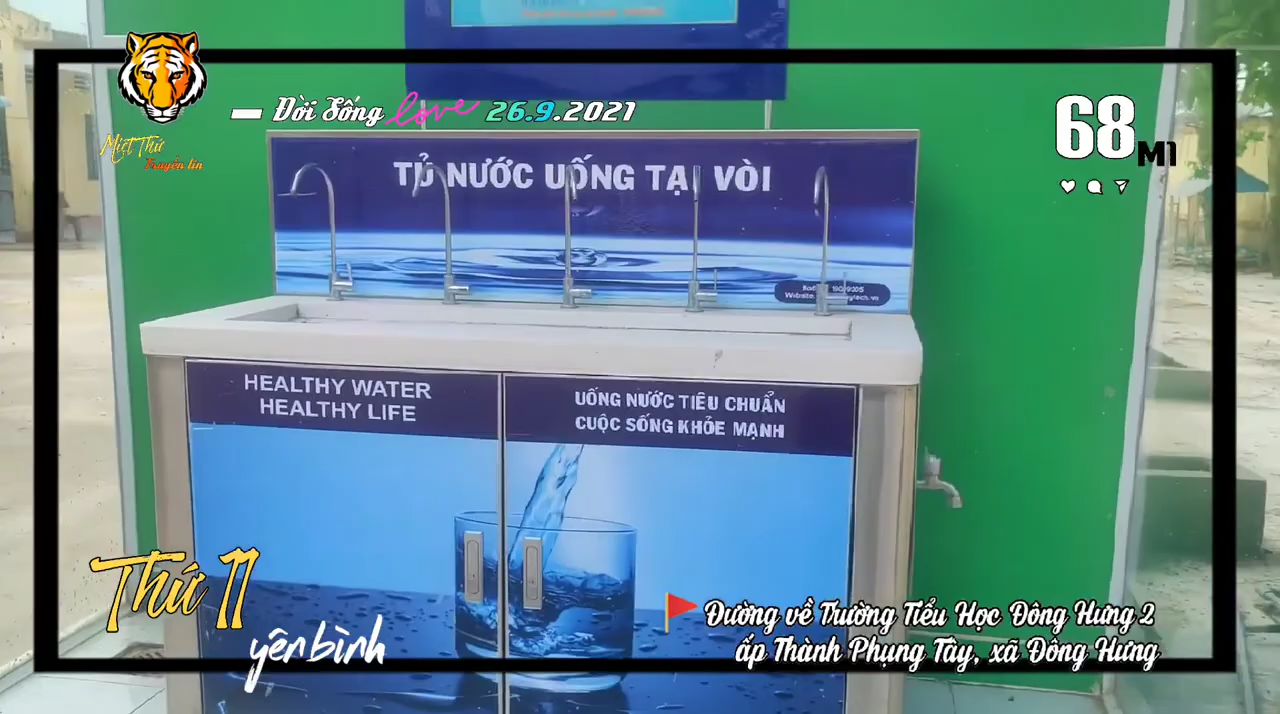 Đời Sống love 26.9.2021
68
M1
Miệt Thứ
Truyền tin
TỦ NƯỚC UỐNG TẠI VÒI
HEALTHY WATER
HEALTHY LIFE
UỐNG NƯỚC TIÊU CHUẨN
CUỘC SỐNG KHỎE MẠNH
Thứ 11
yên bình
Đường về Trường Tiểu Học Đông Hưng 2
ấp Thành Phụng Tây, xã Đông Hưng